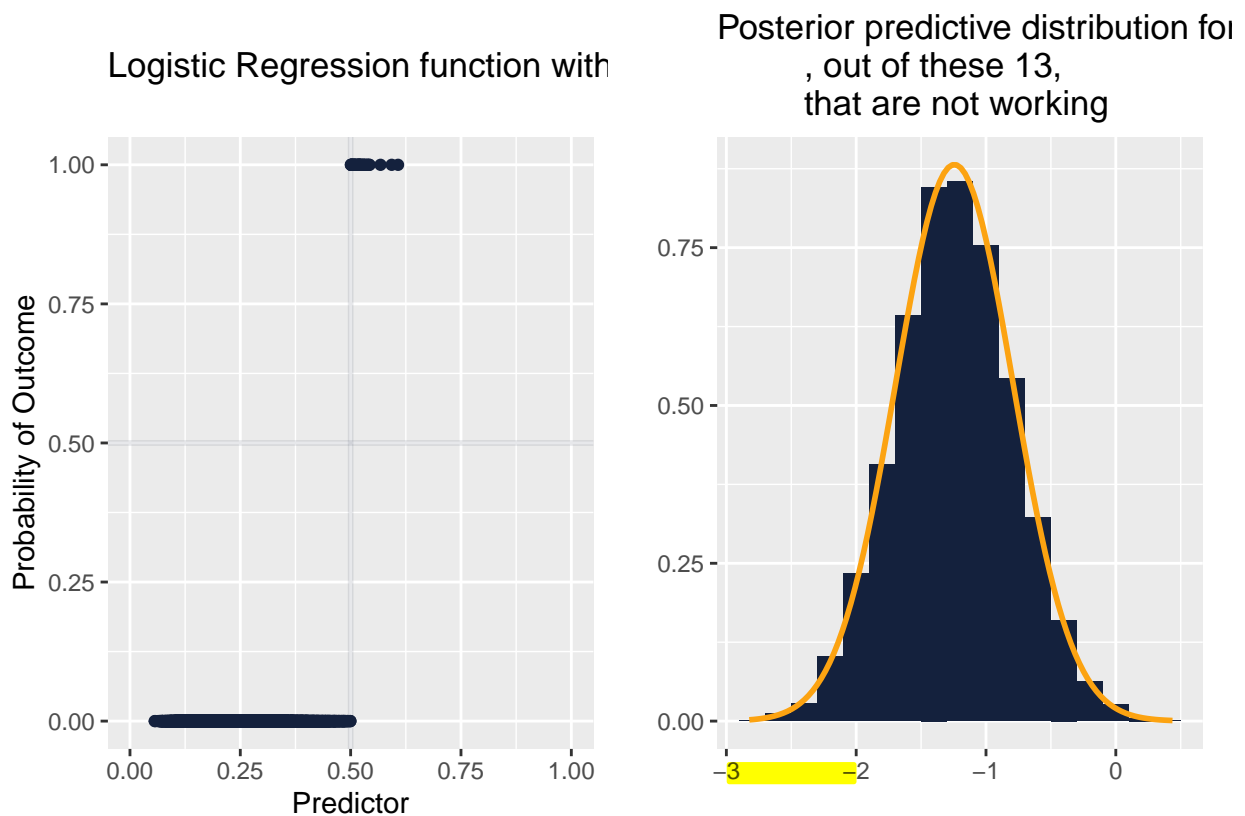 Logistic Regression function with
1.00
0.75
0.50
0.25
0.00
Probability of Outcome
0.00 0.25 0.50 0.75 1.00
Predictor
Posterior predictive distribution for
, out of these 13,
that are not working
0.75
0.50
0.25
0.00
−3 −2 −1 0